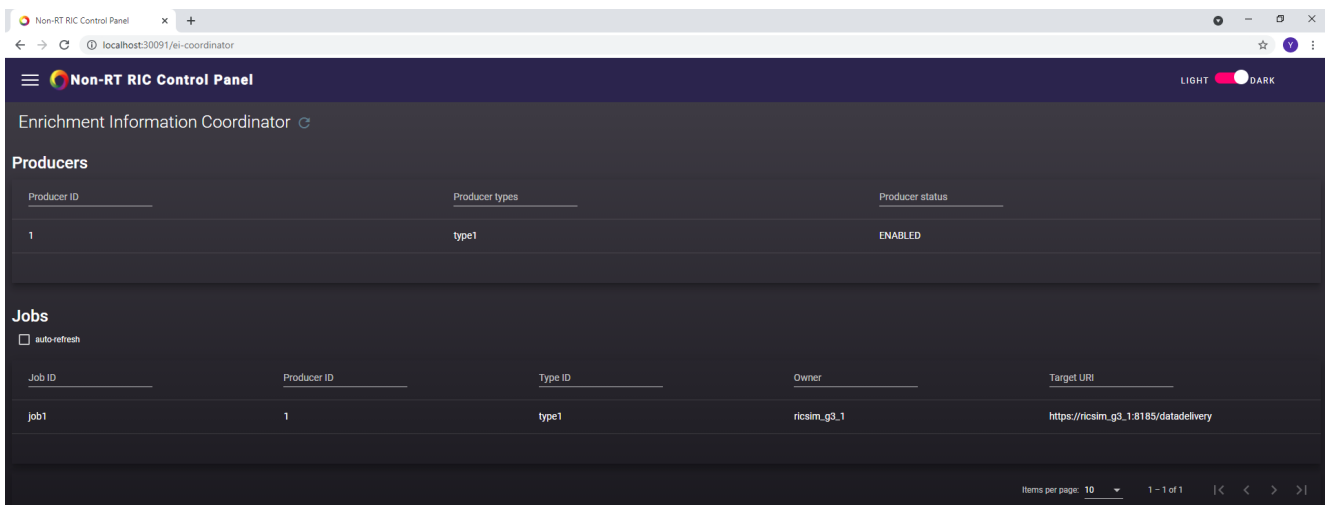 Non-RT RIC Control Panel
localhost:30091/ei-coordinator
Y
Non-RT RIC Control Panel
LIGHT DARK
Enrichment Information Coordinator
Producers
Producer ID Producer types Producer status
1 type1 ENABLED
Jobs
auto-refresh
Job ID Producer ID Type ID Owner Target URI
job1 1 type1 ricsim_g3_1 https://ricsim_g3_1:8185/datadelivery
Items per page: 10 1 – 1 of 1